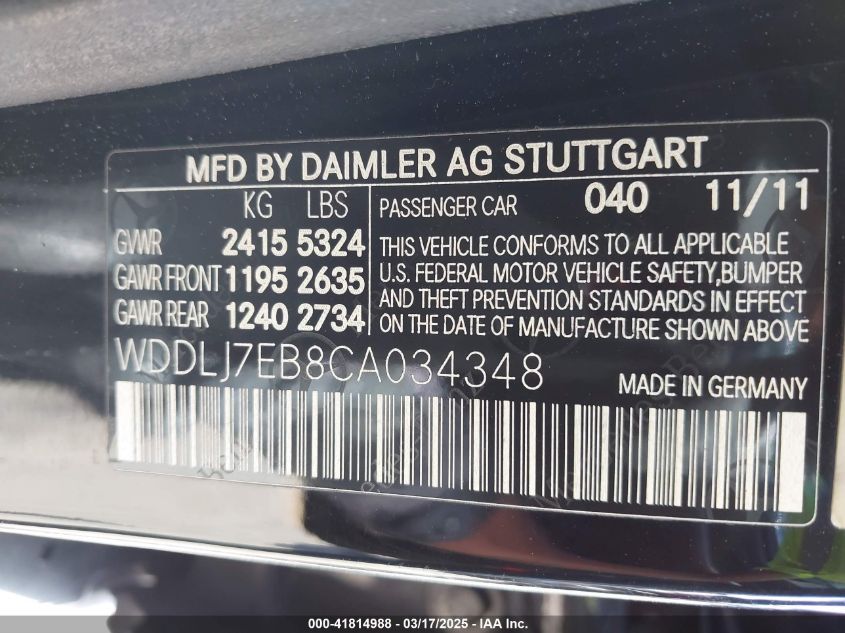 MFD BY DAIMLER AG STUTTGART
KG LBS
GVWR 2415 5324
GAWR FRONT 1195 2635
GAWR REAR 1240 2734
PASSENGER CAR 040 11/11
THIS VEHICLE CONFORMS TO ALL APPLICABLE
U.S. FEDERAL MOTOR VEHICLE SAFETY, BUMPER
AND THEFT PREVENTION STANDARDS IN EFFECT
ON THE DATE OF MANUFACTURE SHOWN ABOVE
WDDLJ7EB8CA034348
MADE IN GERMANY
000-41814988 - 03/17/2025 - IAA Inc.